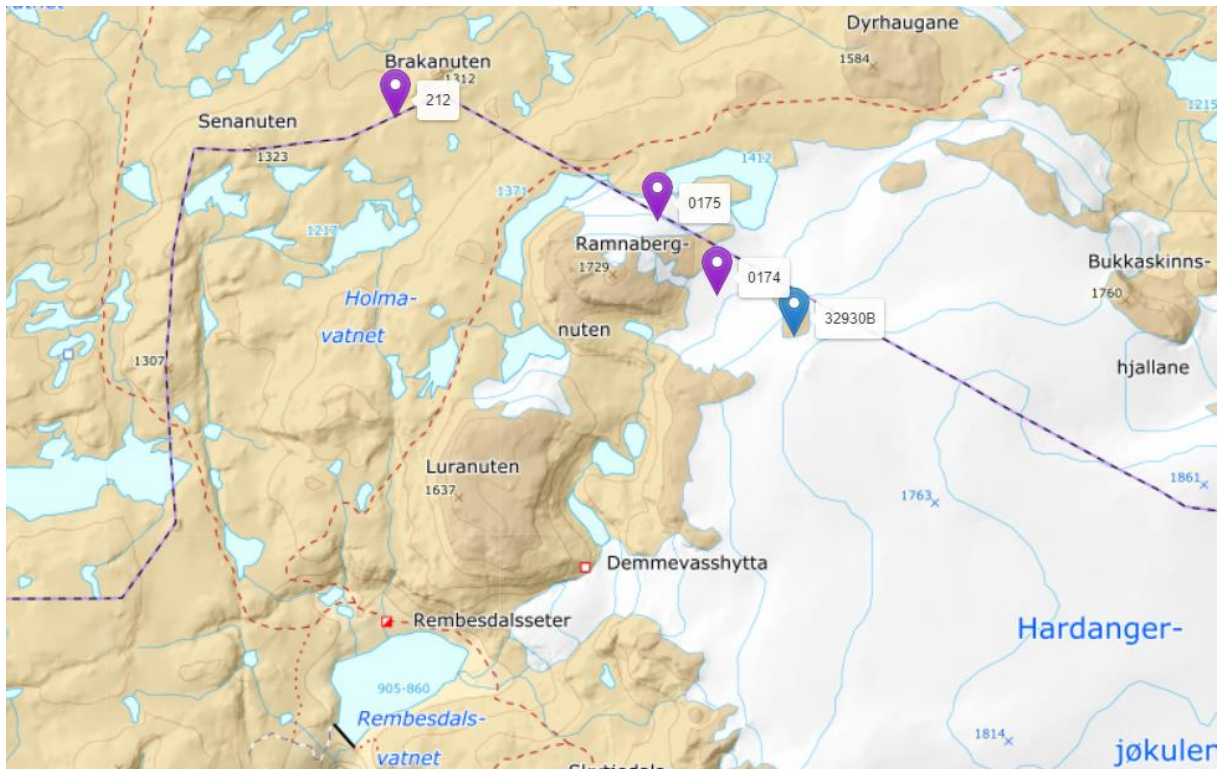 vatnet
Dyrhaugane
1584
Brakanuten
1312
212
1215
Senanuten
1323
1412
1371
0175
1217
Ramnaberg-
1729
nuten
0174
32930B
Bukkaskinns-
1760
hjallane
Holma-
vatnet
1307
Luranuten
1637
1763
1861
Demmevasshytta
Rembesdalsseter
Hardanger-
jøkulen
905-860
Rembesdals-
vatnet
1814